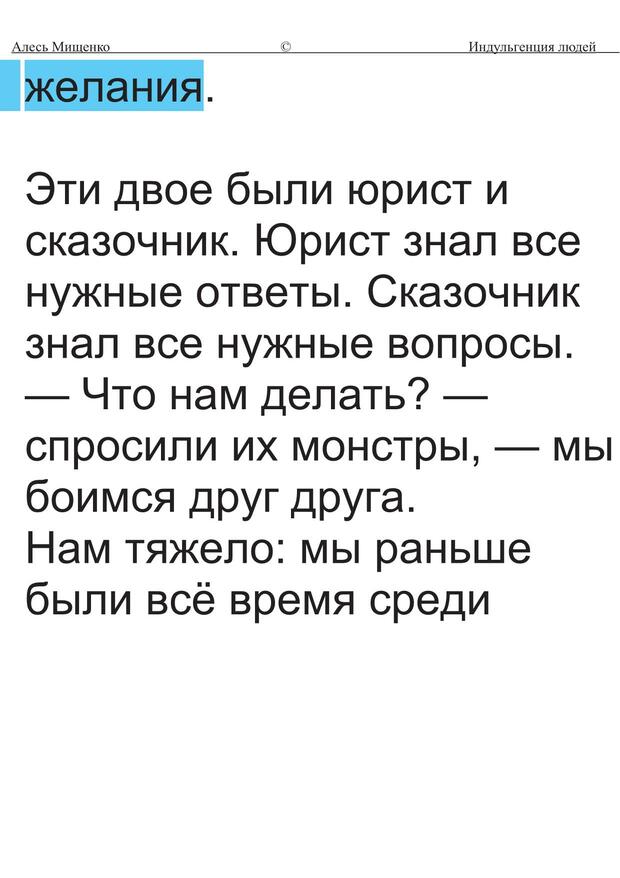 Алесь Мищенко © Индульгенция людей
желания.
Эти двое были юрист и
сказочник. Юрист знал все
нужные ответы. Сказочник
знал все нужные вопросы.
— Что нам делать? —
спросили их монстры, — мы
боимся друг друга.
Нам тяжело: мы раньше
были всё время среди